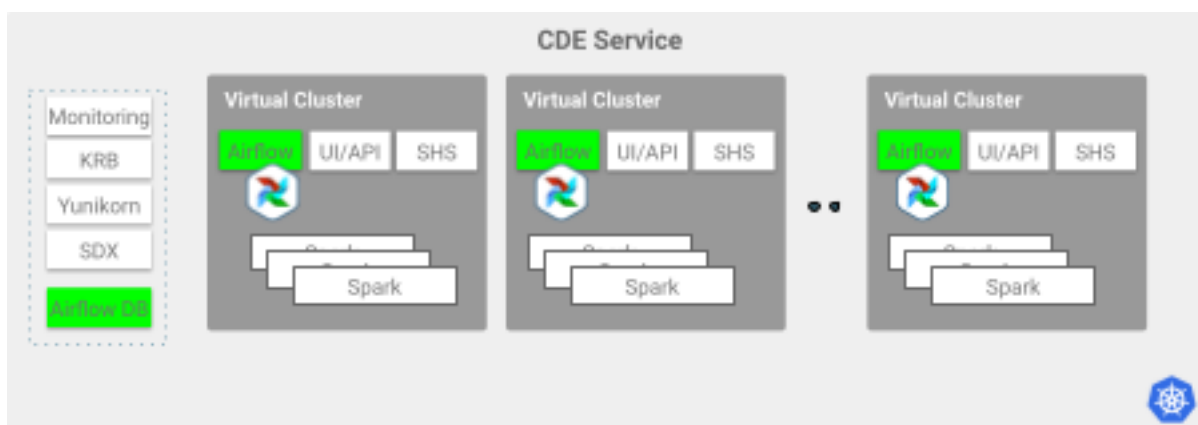 CDE Service
Monitoring
KRB
Yunikorn
SDX
Airflow DB
Virtual Cluster
Airflow UI/API SHS
Spark
Virtual Cluster
Airflow UI/API SHS
Spark
Virtual Cluster
Airflow UI/API SHS
Spark